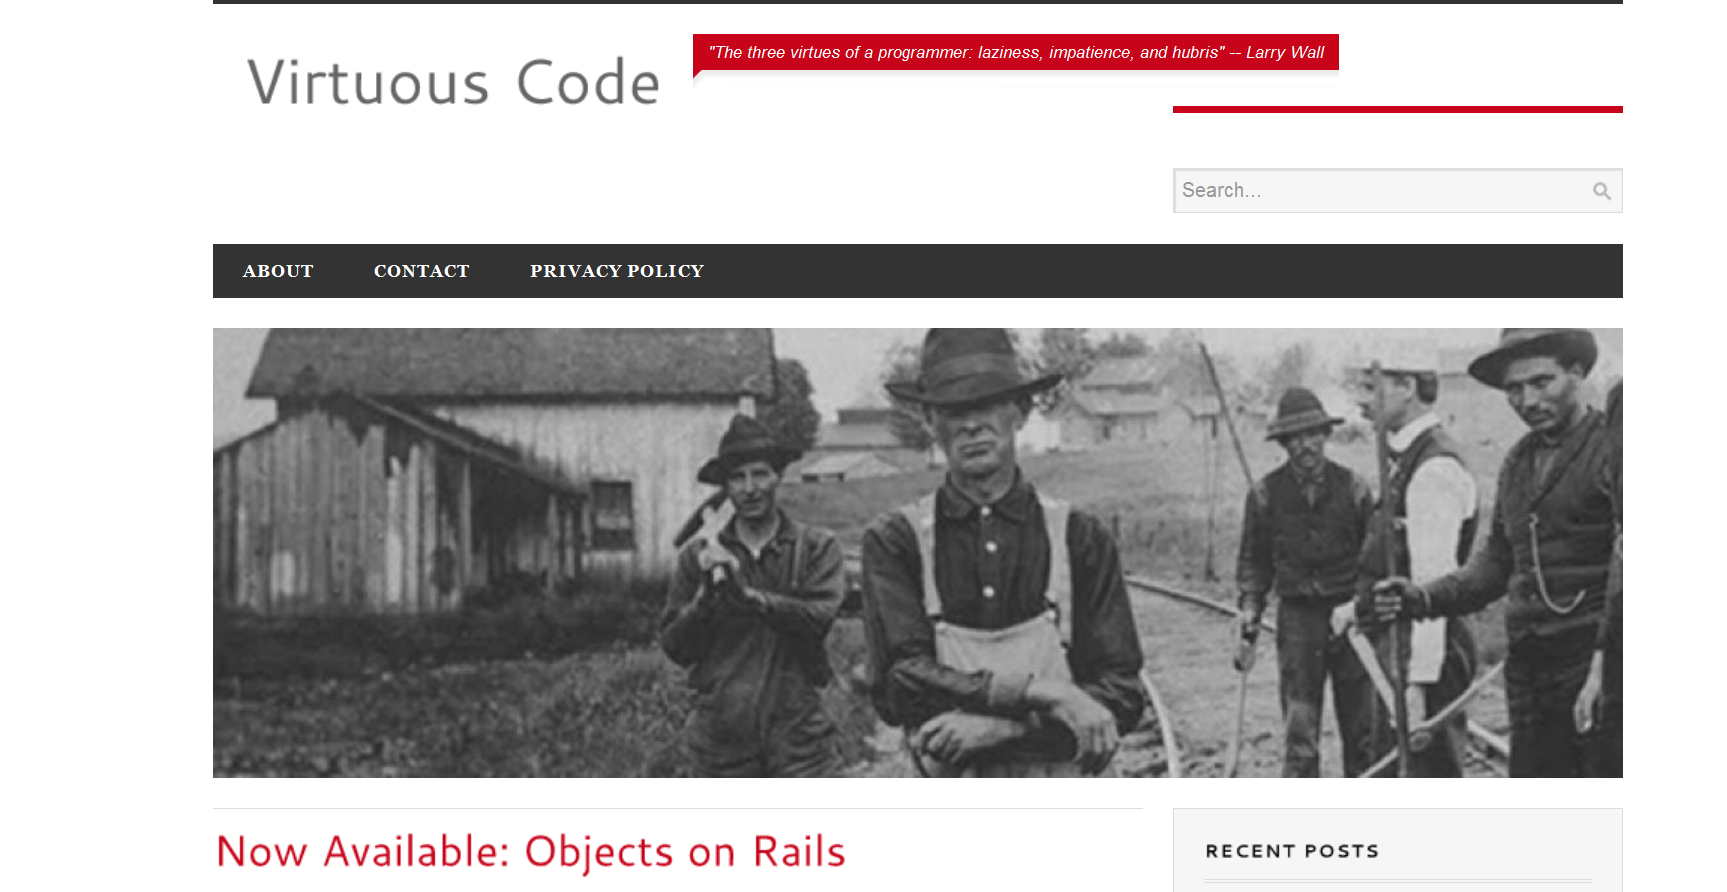 Virtuous Code
"The three virtues of a programmer: laziness, impatience, and hubris" -- Larry Wall
Search...
ABOUT
CONTACT
PRIVACY POLICY
Now Available: Objects on Rails
RECENT POSTS